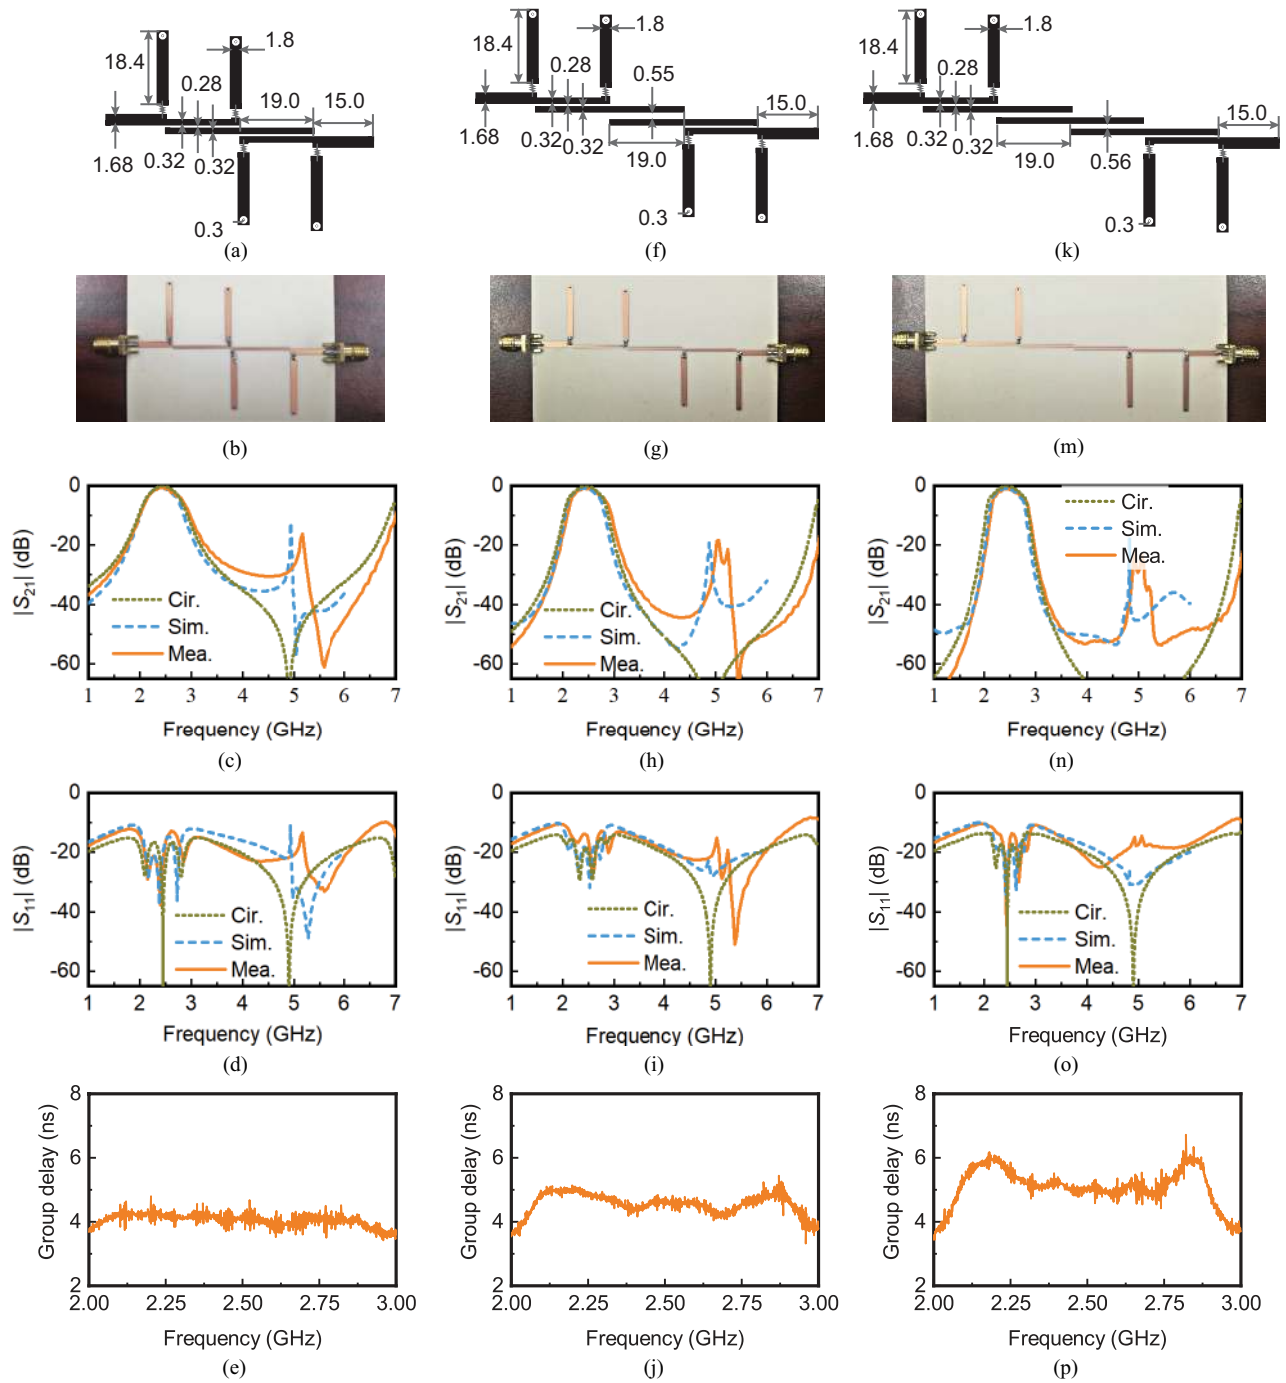 18.4
1.8
0.28
19.0
15.0
1.68
0.32
0.32
0.3
(a)
18.4
1.8
0.28
0.55
15.0
1.68
0.32
0.32
19.0
0.3
(f)
18.4
1.8
0.28
15.0
1.68
0.32
0.32
19.0
0.56
0.3
(k)
(b)
(g)
(m)
|S21| (dB)
0
-20
-40
-60
Cir.
Sim.
Mea.
1 2 3 4 5 6 7
Frequency (GHz)
(c)
|S21| (dB)
0
-20
-40
-60
Cir.
Sim.
Mea.
1 2 3 4 5 6 7
Frequency (GHz)
(h)
|S21| (dB)
0
-20
-40
-60
Cir.
Sim.
Mea.
1 2 3 4 5 6 7
Frequency (GHz)
(n)
|S11| (dB)
0
-20
-40
-60
Cir.
Sim.
Mea.
1 2 3 4 5 6 7
Frequency (GHz)
(d)
|S11| (dB)
0
-20
-40
-60
Cir.
Sim.
Mea.
1 2 3 4 5 6 7
Frequency (GHz)
(i)
|S11| (dB)
0
-20
-40
-60
Cir.
Sim.
Mea.
1 2 3 4 5 6 7
Frequency (GHz)
(o)
Group delay (ns)
8
6
4
2
2.00 2.25 2.50 2.75 3.00
Frequency (GHz)
(e)
Group delay (ns)
8
6
4
2
2.00 2.25 2.50 2.75 3.00
Frequency (GHz)
(j)
Group delay (ns)
8
6
4
2
2.00 2.25 2.50 2.75 3.00
Frequency (GHz)
(p)